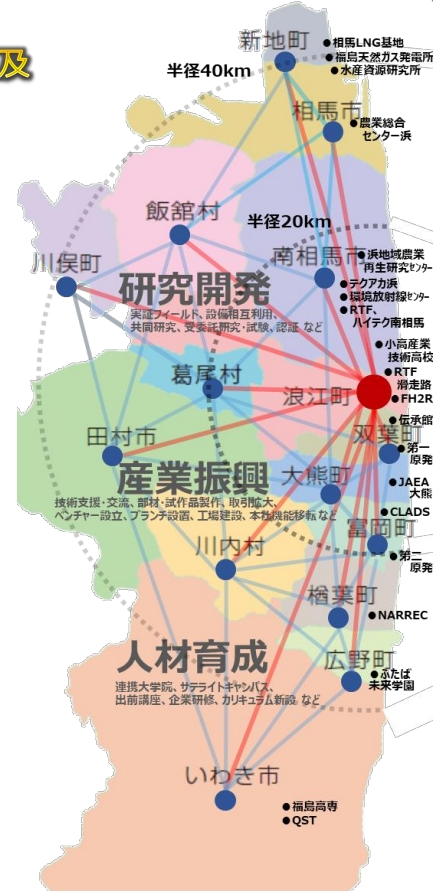 及
新地町
●相馬LNG基地
●福島天然ガス発電所
●水産資源研究所
半径40km
相馬市
●農業総合
センター浜
飯舘村
半径20km
川俣町
南相馬市
●浜地域農業
再生研究センター
研究開発
実証フィールド、設備相互利用、
共同研究、受委託研究・試験、認証 など
●テクアカ浜
●環境放射線センター
●RTF、
ハイテク南相馬
●小高産業
技術高校
葛尾村
●RTF
滑走路
浪江町
●FH2R
●伝承館
田村市
双葉町
●第一
原発
産業振興
大熊町
技術支援・交流、部材・試作品製作、取引拡大、
ベンチャー設立、ブランチ設置、工場建設、本社機能移転 など
●JAEA
大熊
●CLADS
富岡町
川内村
●第二
原発
楢葉町
●NARREC
人材育成
広野町
連携大学院、サテライトキャンパス、
出前講座、企業研修、カリキュラム新設 など
●ふたば
未来学園
いわき市
●福島高専
●QST